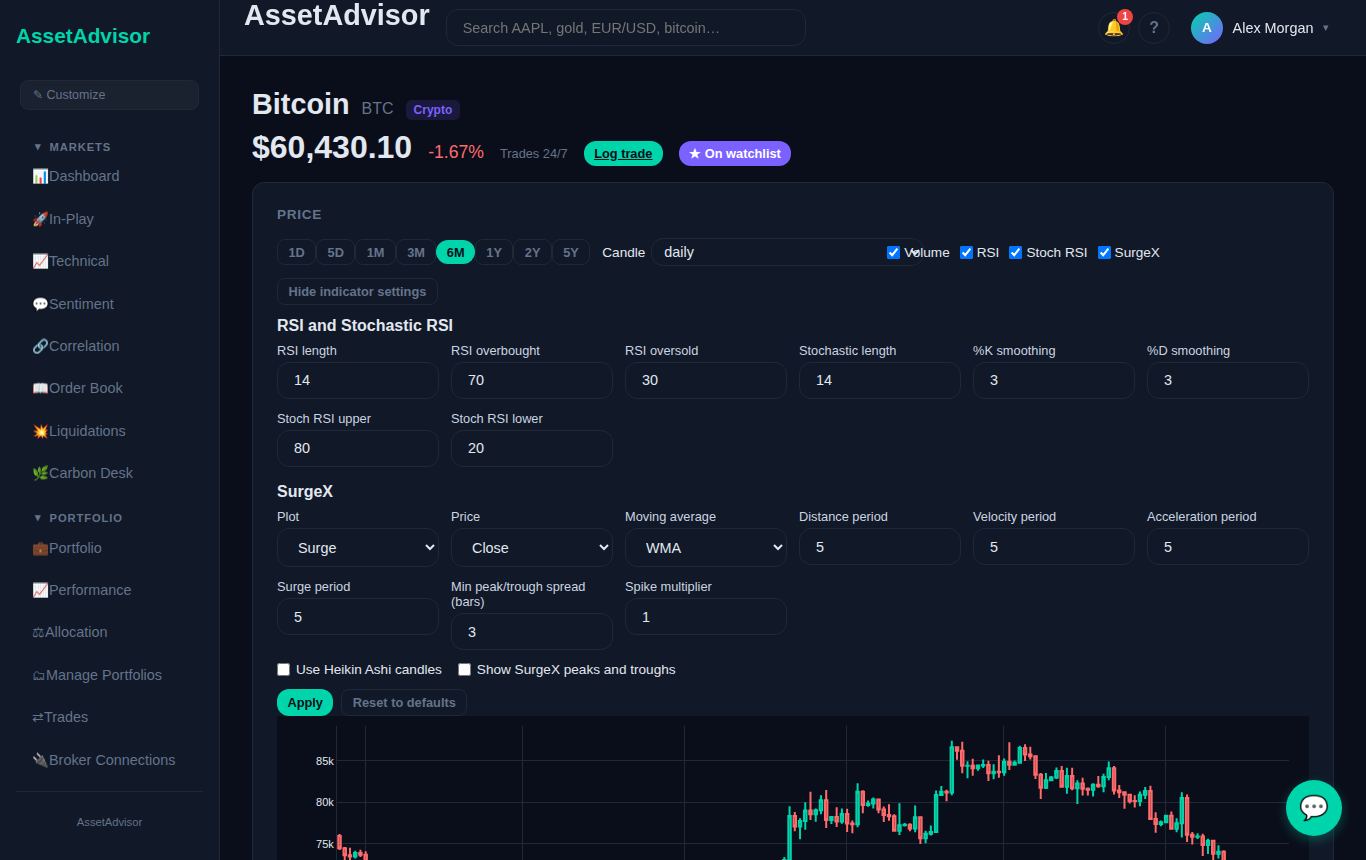 AssetAdvisor
✎ Customize
▼ MARKETS
Dashboard
In-Play
Technical
Sentiment
Correlation
Order Book
Liquidations
Carbon Desk
▼ PORTFOLIO
Portfolio
Performance
Allocation
Manage Portfolios
Trades
Broker Connections
AssetAdvisor
AssetAdvisor
Search AAPL, gold, EUR/USD, bitcoin…
1
?
A
Alex Morgan ▾
Bitcoin BTC Crypto
$60,430.10 -1.67% Trades 24/7 Log trade ★ On watchlist
PRICE
1D 5D 1M 3M 6M 1Y 2Y 5Y Candle daily Volume RSI Stoch RSI SurgeX
Hide indicator settings
RSI and Stochastic RSI
RSI length RSI overbought RSI oversold Stochastic length %K smoothing %D smoothing
14 70 30 14 3 3
Stoch RSI upper Stoch RSI lower
80 20
SurgeX
Plot Price Moving average Distance period Velocity period Acceleration period
Surge Close WMA 5 5 5
Surge period Min peak/trough spread (bars) Spike multiplier
5 3 1
Use Heikin Ashi candles Show SurgeX peaks and troughs
Apply Reset to defaults
85k
80k
75k